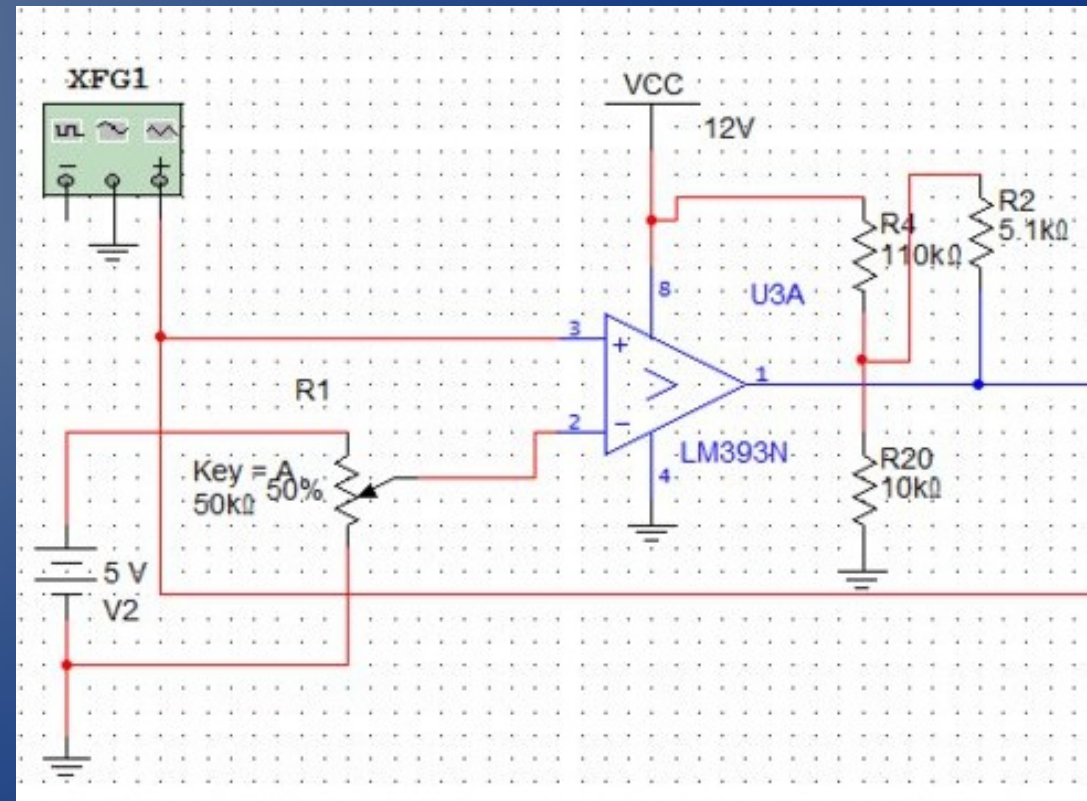 XFG1
VCC
12V
R4
110kΩ
R2
5.1kΩ
8
U3A
3
+
1
R1
2
−
LM393N
4
Key = A
50%
50kΩ
R20
10kΩ
5 V
V2